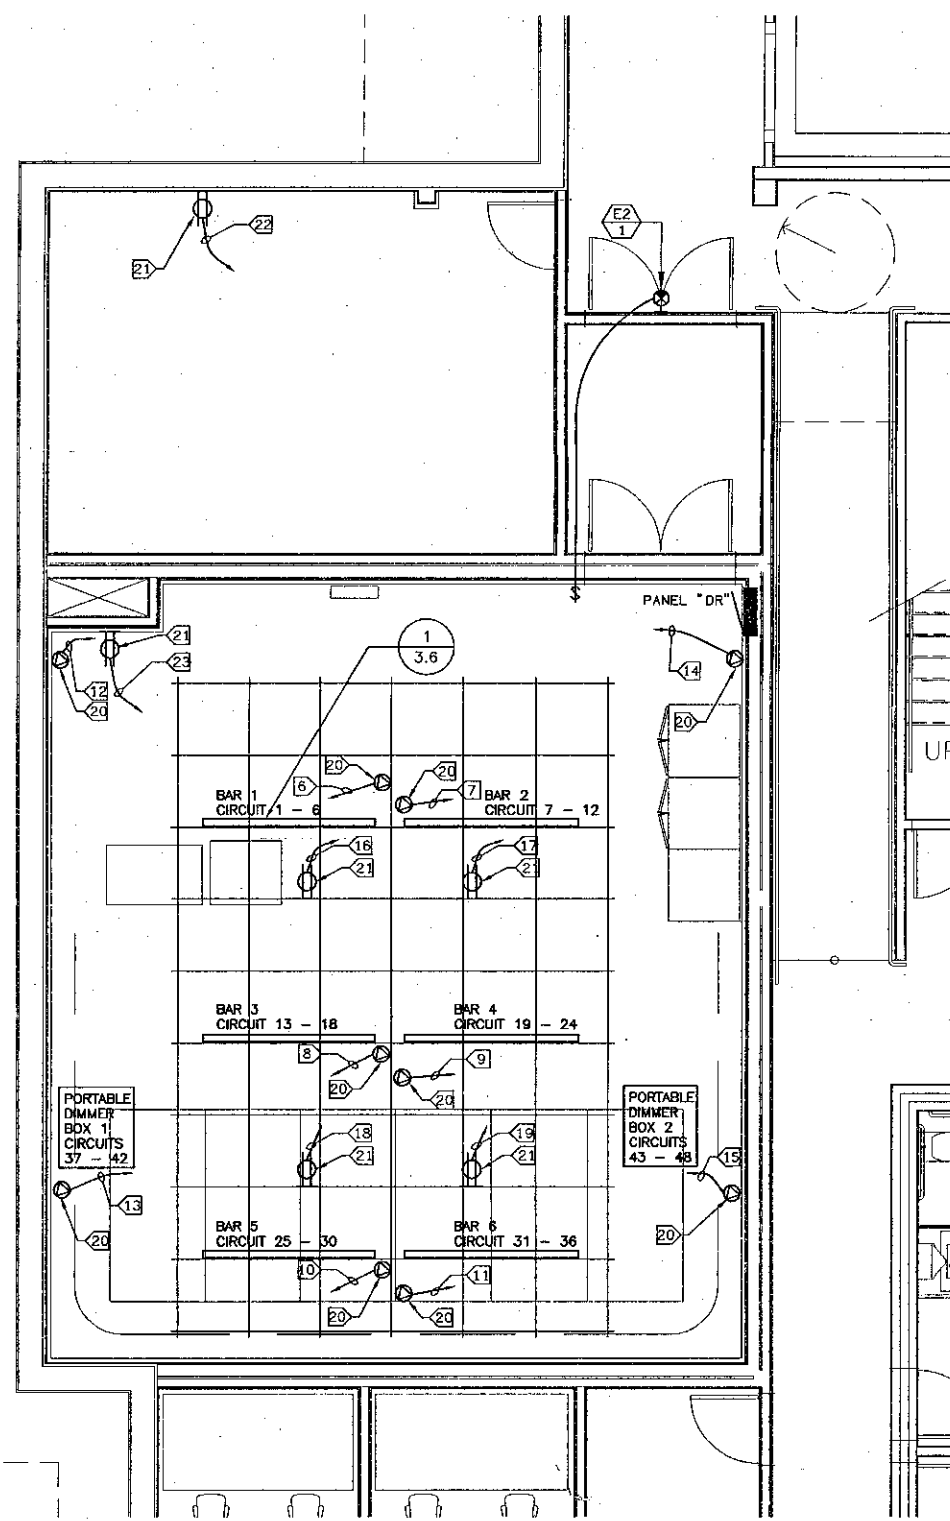 22
21
E2
1
PANEL "DR"
21
1
3.6
23
12
20
14
20
UP
20
20
6
7
BAR 1
CIRCUIT 1 - 6
BAR 2
CIRCUIT 7 - 12
16
17
21
21
BAR 3
CIRCUIT 13 - 18
BAR 4
CIRCUIT 19 - 24
8
9
20
20
PORTABLE
DIMMER
BOX 1
CIRCUITS
37 - 42
PORTABLE
DIMMER
BOX 2
CIRCUITS
43 - 48
18
19
21
21
15
13
20
20
BAR 5
CIRCUIT 25 - 30
BAR 6
CIRCUIT 31 - 36
10
11
20
20